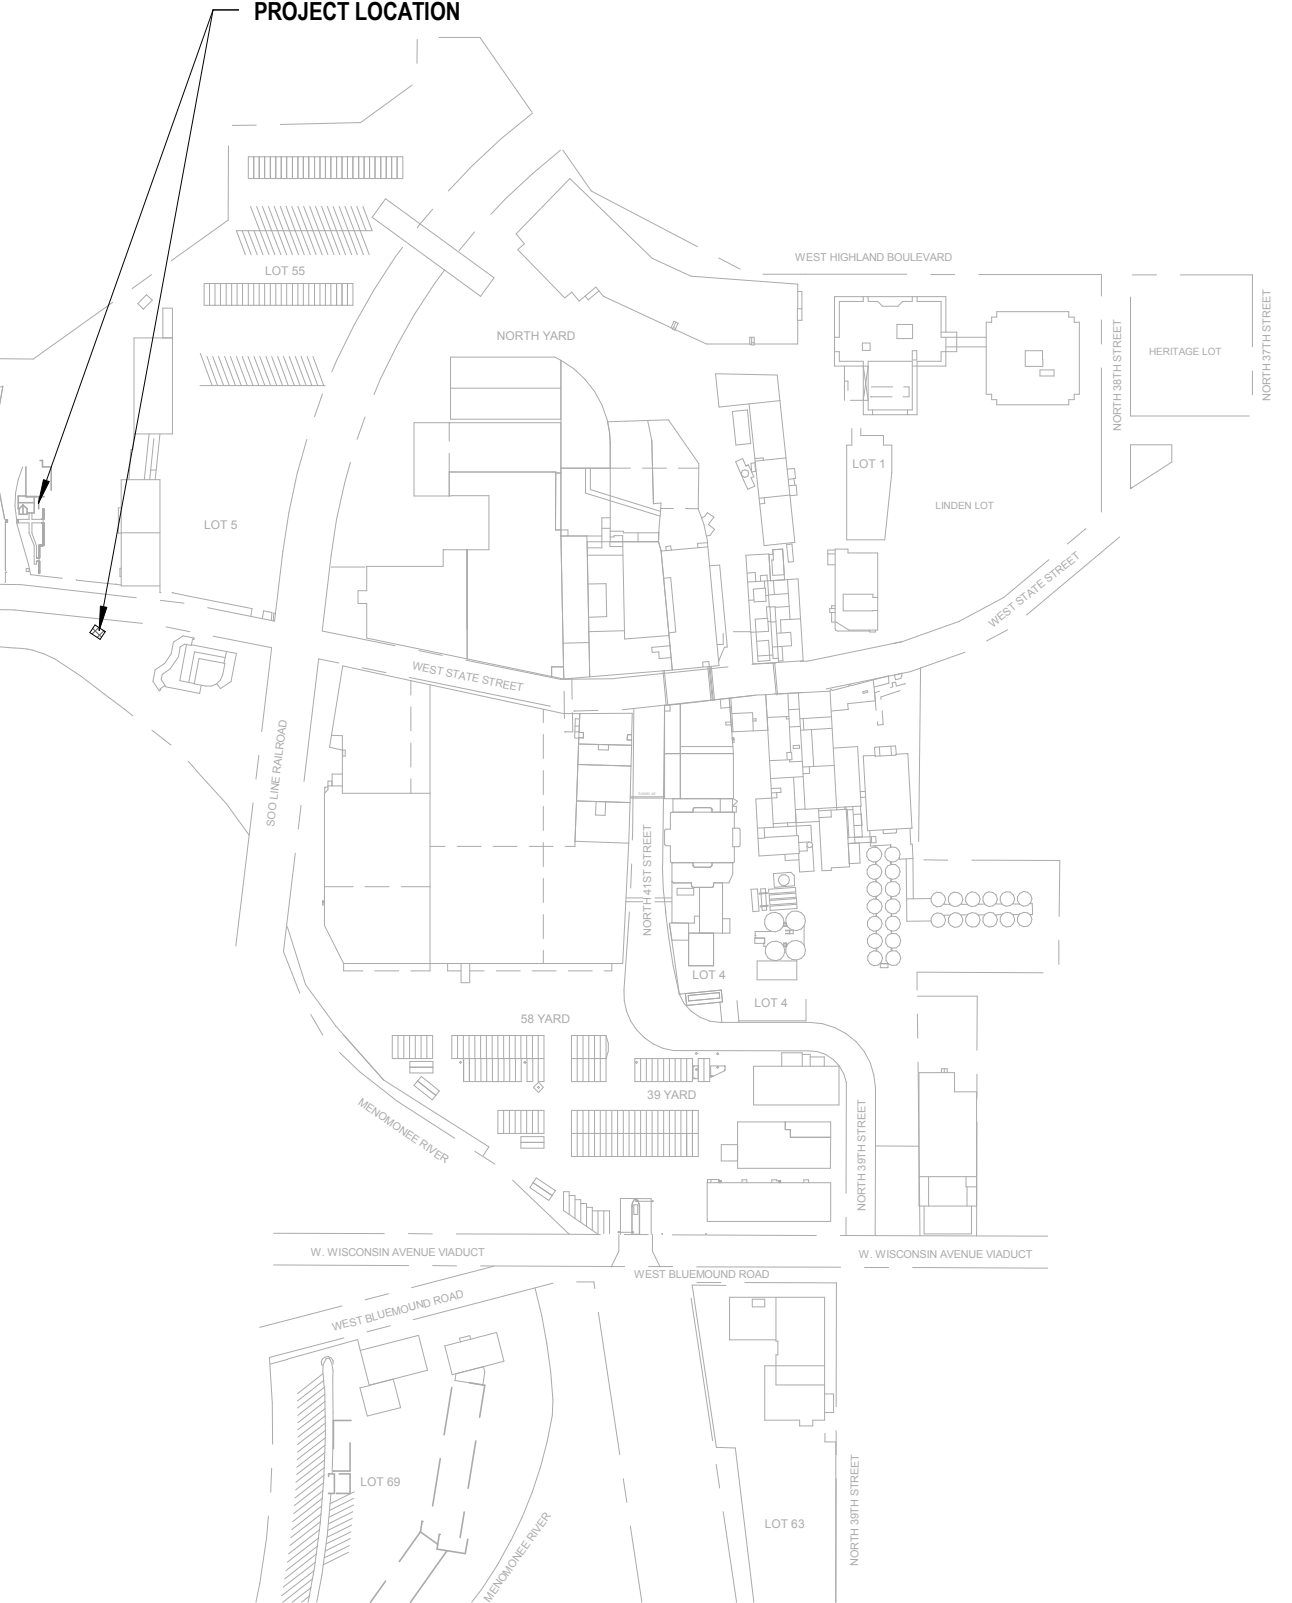 PROJECT LOCATION
WEST HIGHLAND BOULEVARD
LOT 55
NORTH YARD
NORTH 38TH STREET
HERITAGE LOT
NORTH 37TH STREET
LOT 1
LINDEN LOT
LOT 5
WEST STATE STREET
WEST STATE STREET
SOO LINE RAILROAD
NORTH 41ST STREET
LOT 4
LOT 4
58 YARD
39 YARD
MENOMONEE RIVER
NORTH 39TH STREET
W. WISCONSIN AVENUE VIADUCT
W. WISCONSIN AVENUE VIADUCT
WEST BLUEMOUND ROAD
WEST BLUEMOUND ROAD
LOT 69
LOT 63
NORTH 39TH STREET
MENOMONEE RIVER